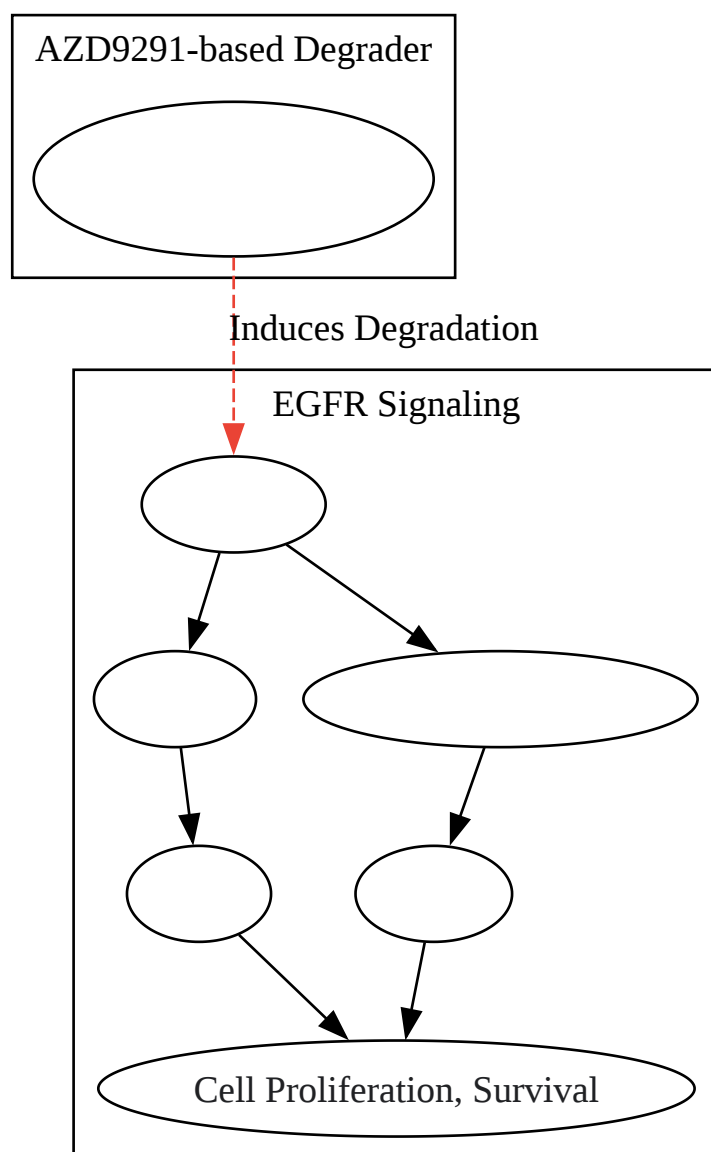 AZD9291-based Degrader
Induces Degradation
EGFR Signaling
Cell Proliferation, Survival